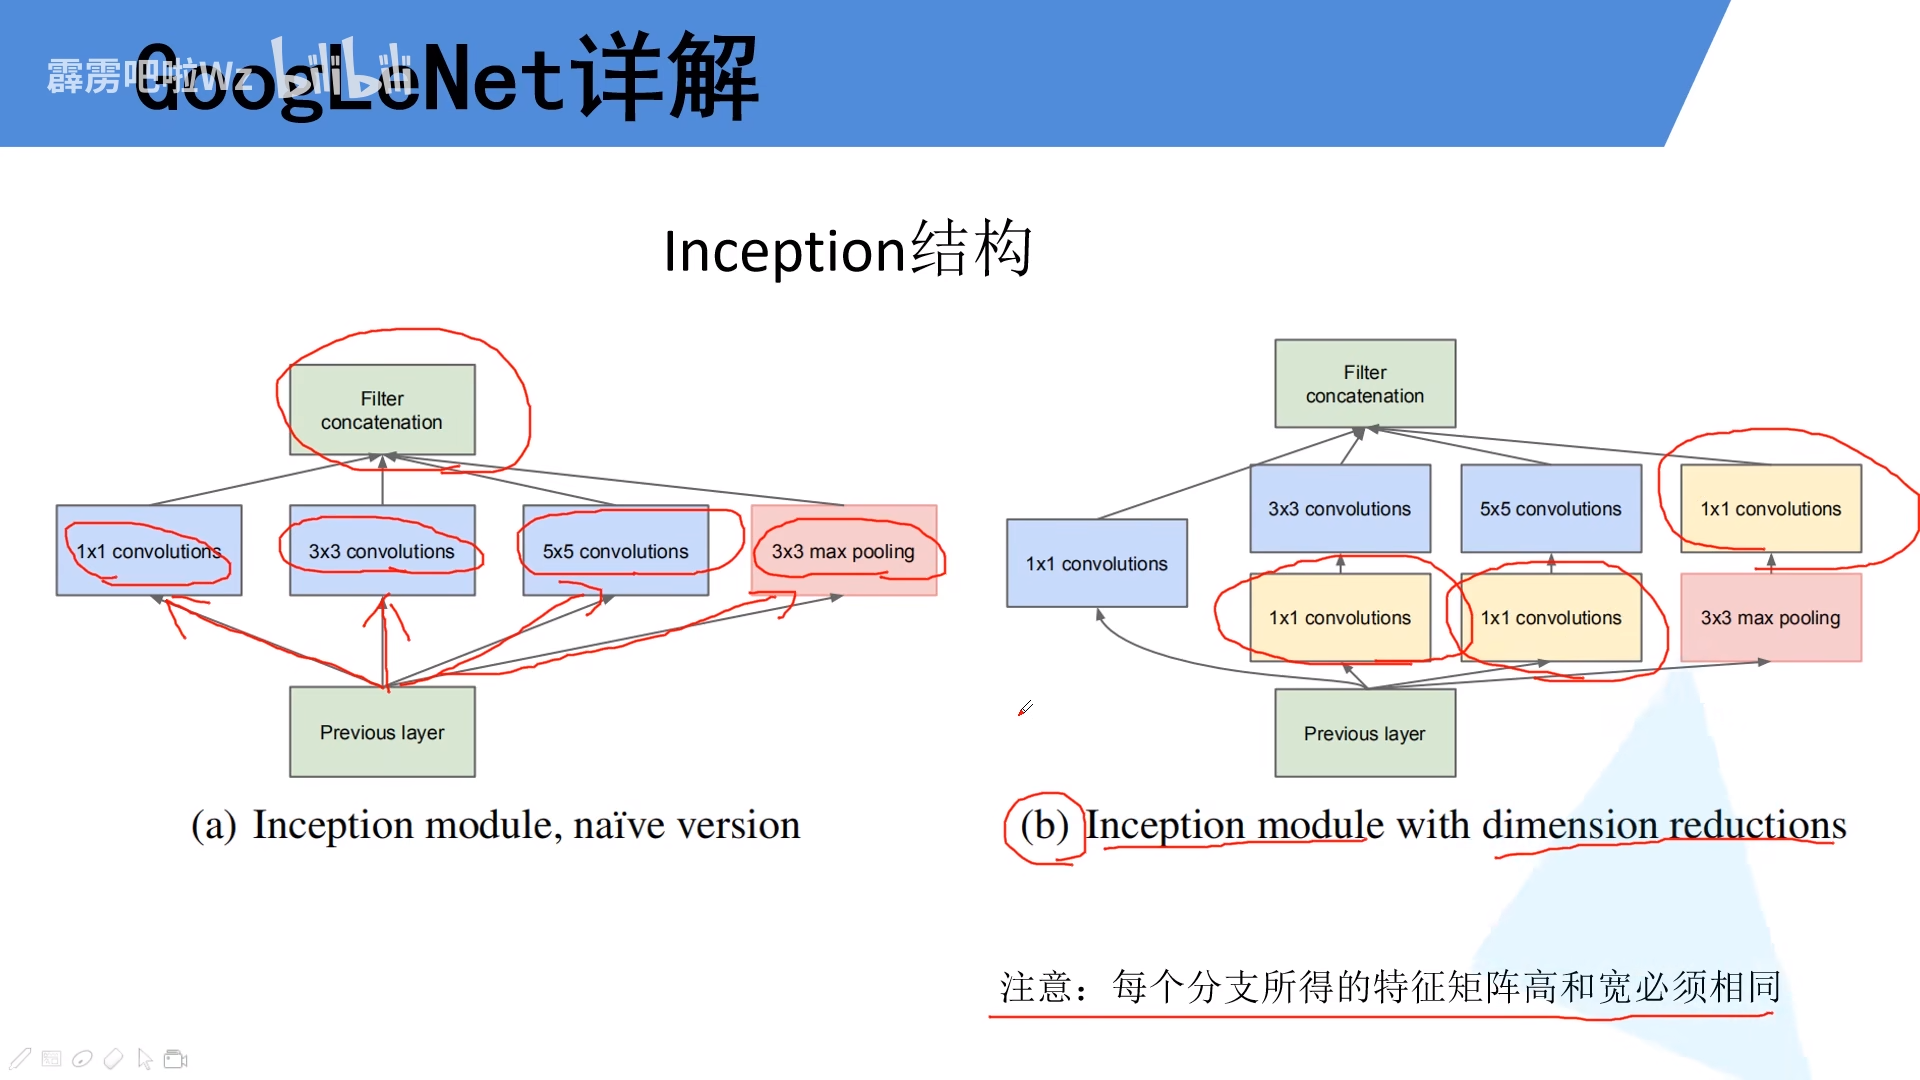 GoogLeNet详解
霹雳吧啦Wz bilibili
Inception结构
Filter
concatenation
1x1 convolutions
3x3 convolutions
5x5 convolutions
3x3 max pooling
Previous layer
(a) Inception module, naïve version
Filter
concatenation
3x3 convolutions
5x5 convolutions
1x1 convolutions
1x1 convolutions
1x1 convolutions
1x1 convolutions
3x3 max pooling
Previous layer
(b) Inception module with dimension reductions
注意：每个分支所得的特征矩阵高和宽必须相同